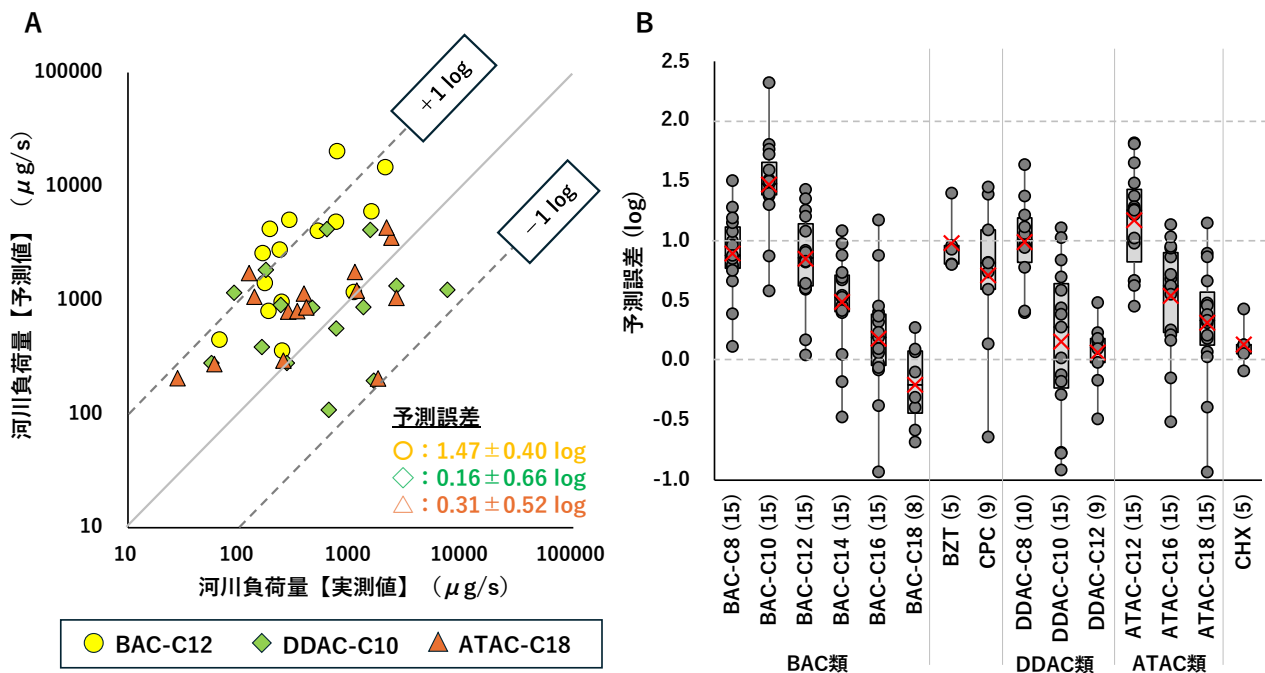 A
河川負荷量【予測値】（μg/s）
100000
10000
1000
100
10
10
100
1000
10000
100000
河川負荷量【実測値】（μg/s）
＋1 log
－1 log
予測誤差
：1.47±0.40 log
：0.16±0.66 log
：0.31±0.52 log
BAC-C12
DDAC-C10
ATAC-C18
B
予測誤差 (log)
2.5
2.0
1.5
1.0
0.5
0.0
-0.5
-1.0
BAC-C8 (15)
BAC-C10 (15)
BAC-C12 (15)
BAC-C14 (15)
BAC-C16 (15)
BAC-C18 (8)
BZT (5)
CPC (9)
DDAC-C8 (10)
DDAC-C10 (15)
DDAC-C12 (9)
ATAC-C12 (15)
ATAC-C16 (15)
ATAC-C18 (15)
CHX (5)
BAC類
DDAC類
ATAC類